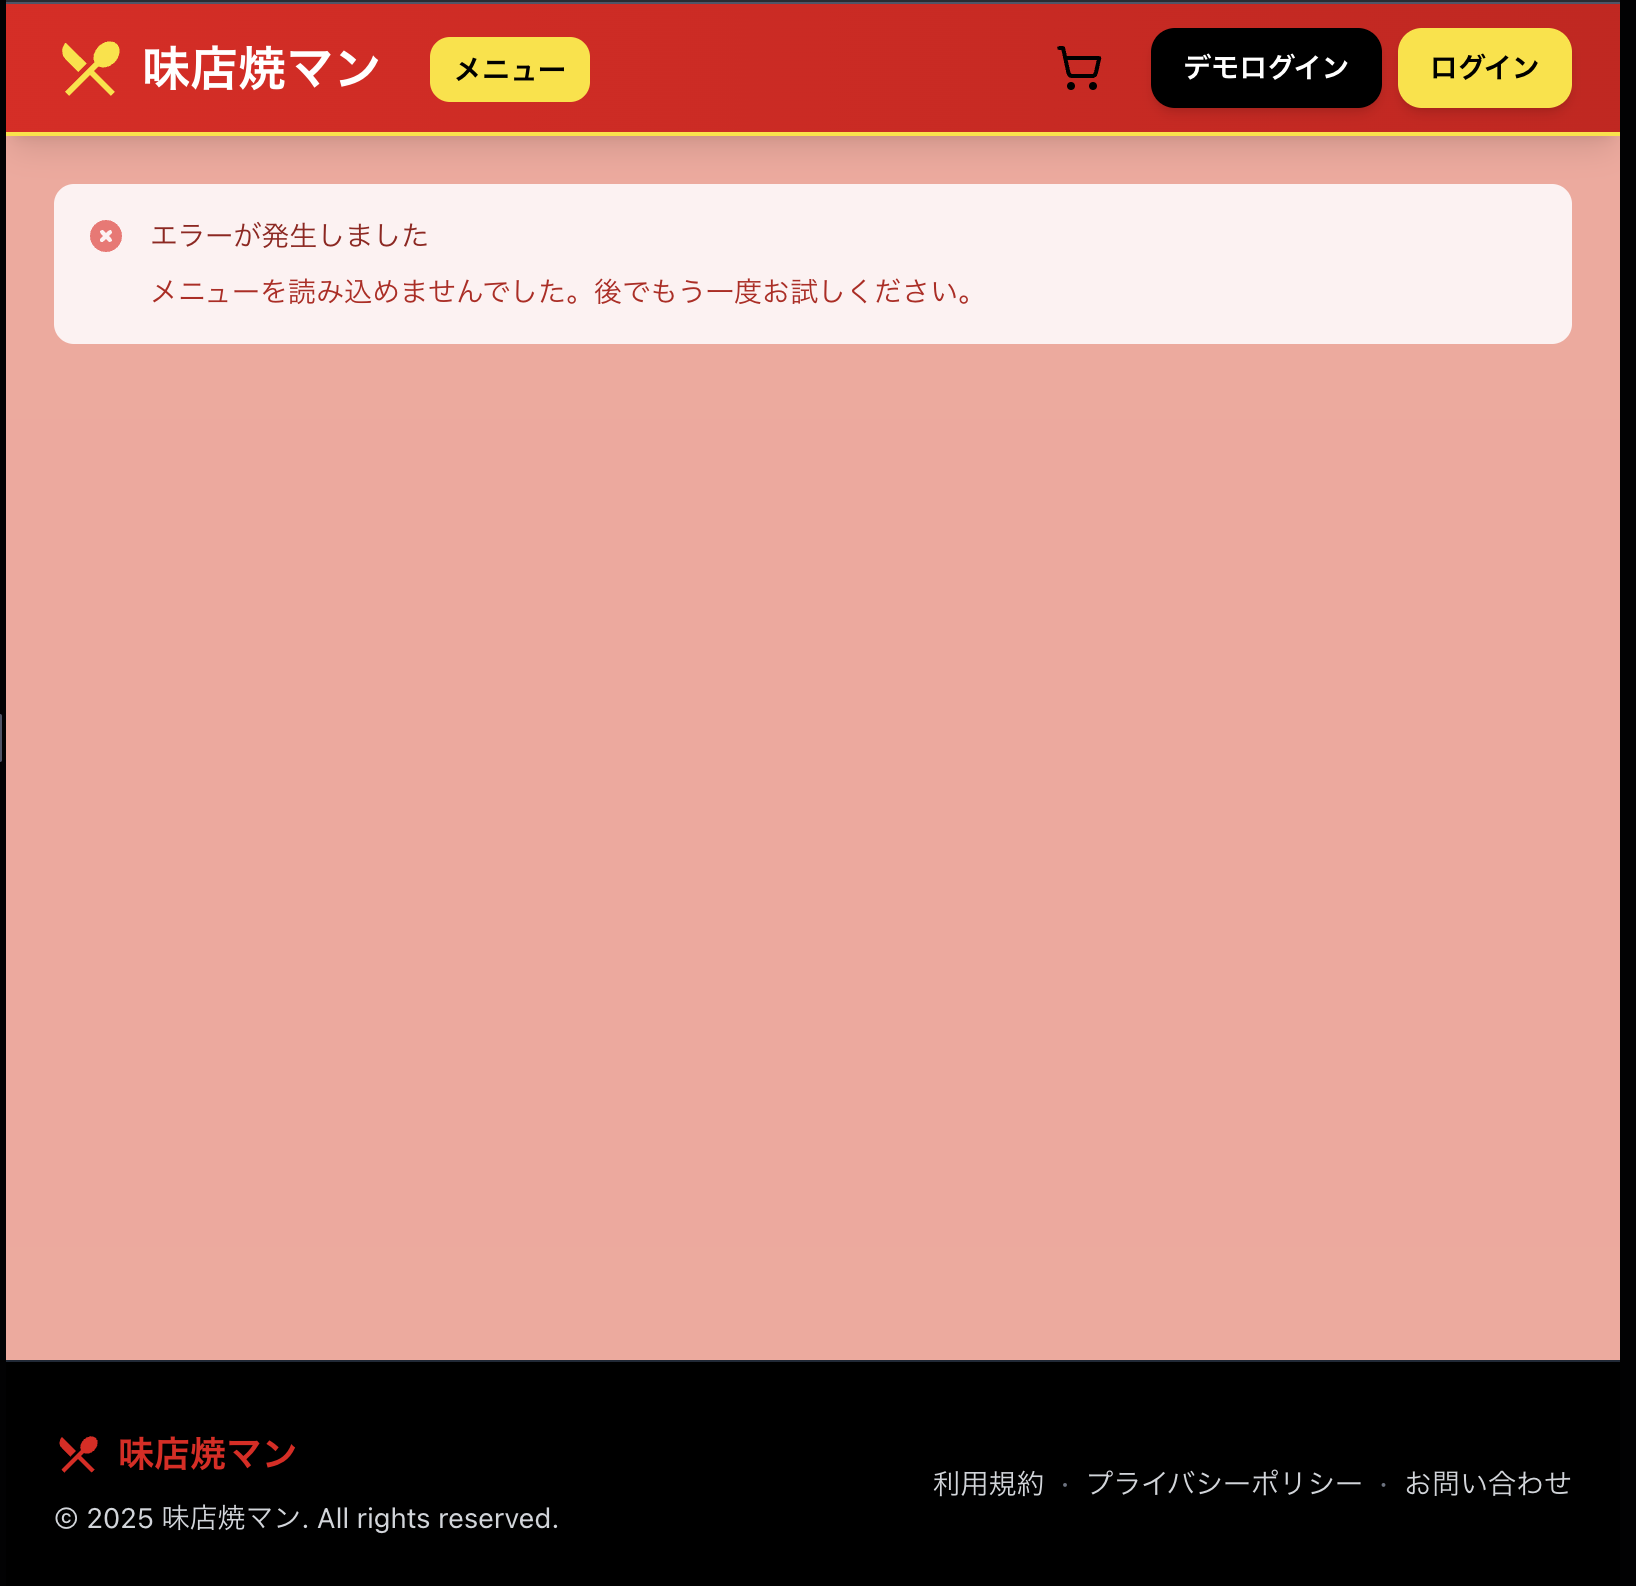 味店焼マン
メニュー
デモログイン
ログイン
エラーが発生しました
メニューを読み込めませんでした。後でもう一度お試しください。
味店焼マン
© 2025 味店焼マン. All rights reserved.
利用規約 · プライバシーポリシー · お問い合わせ